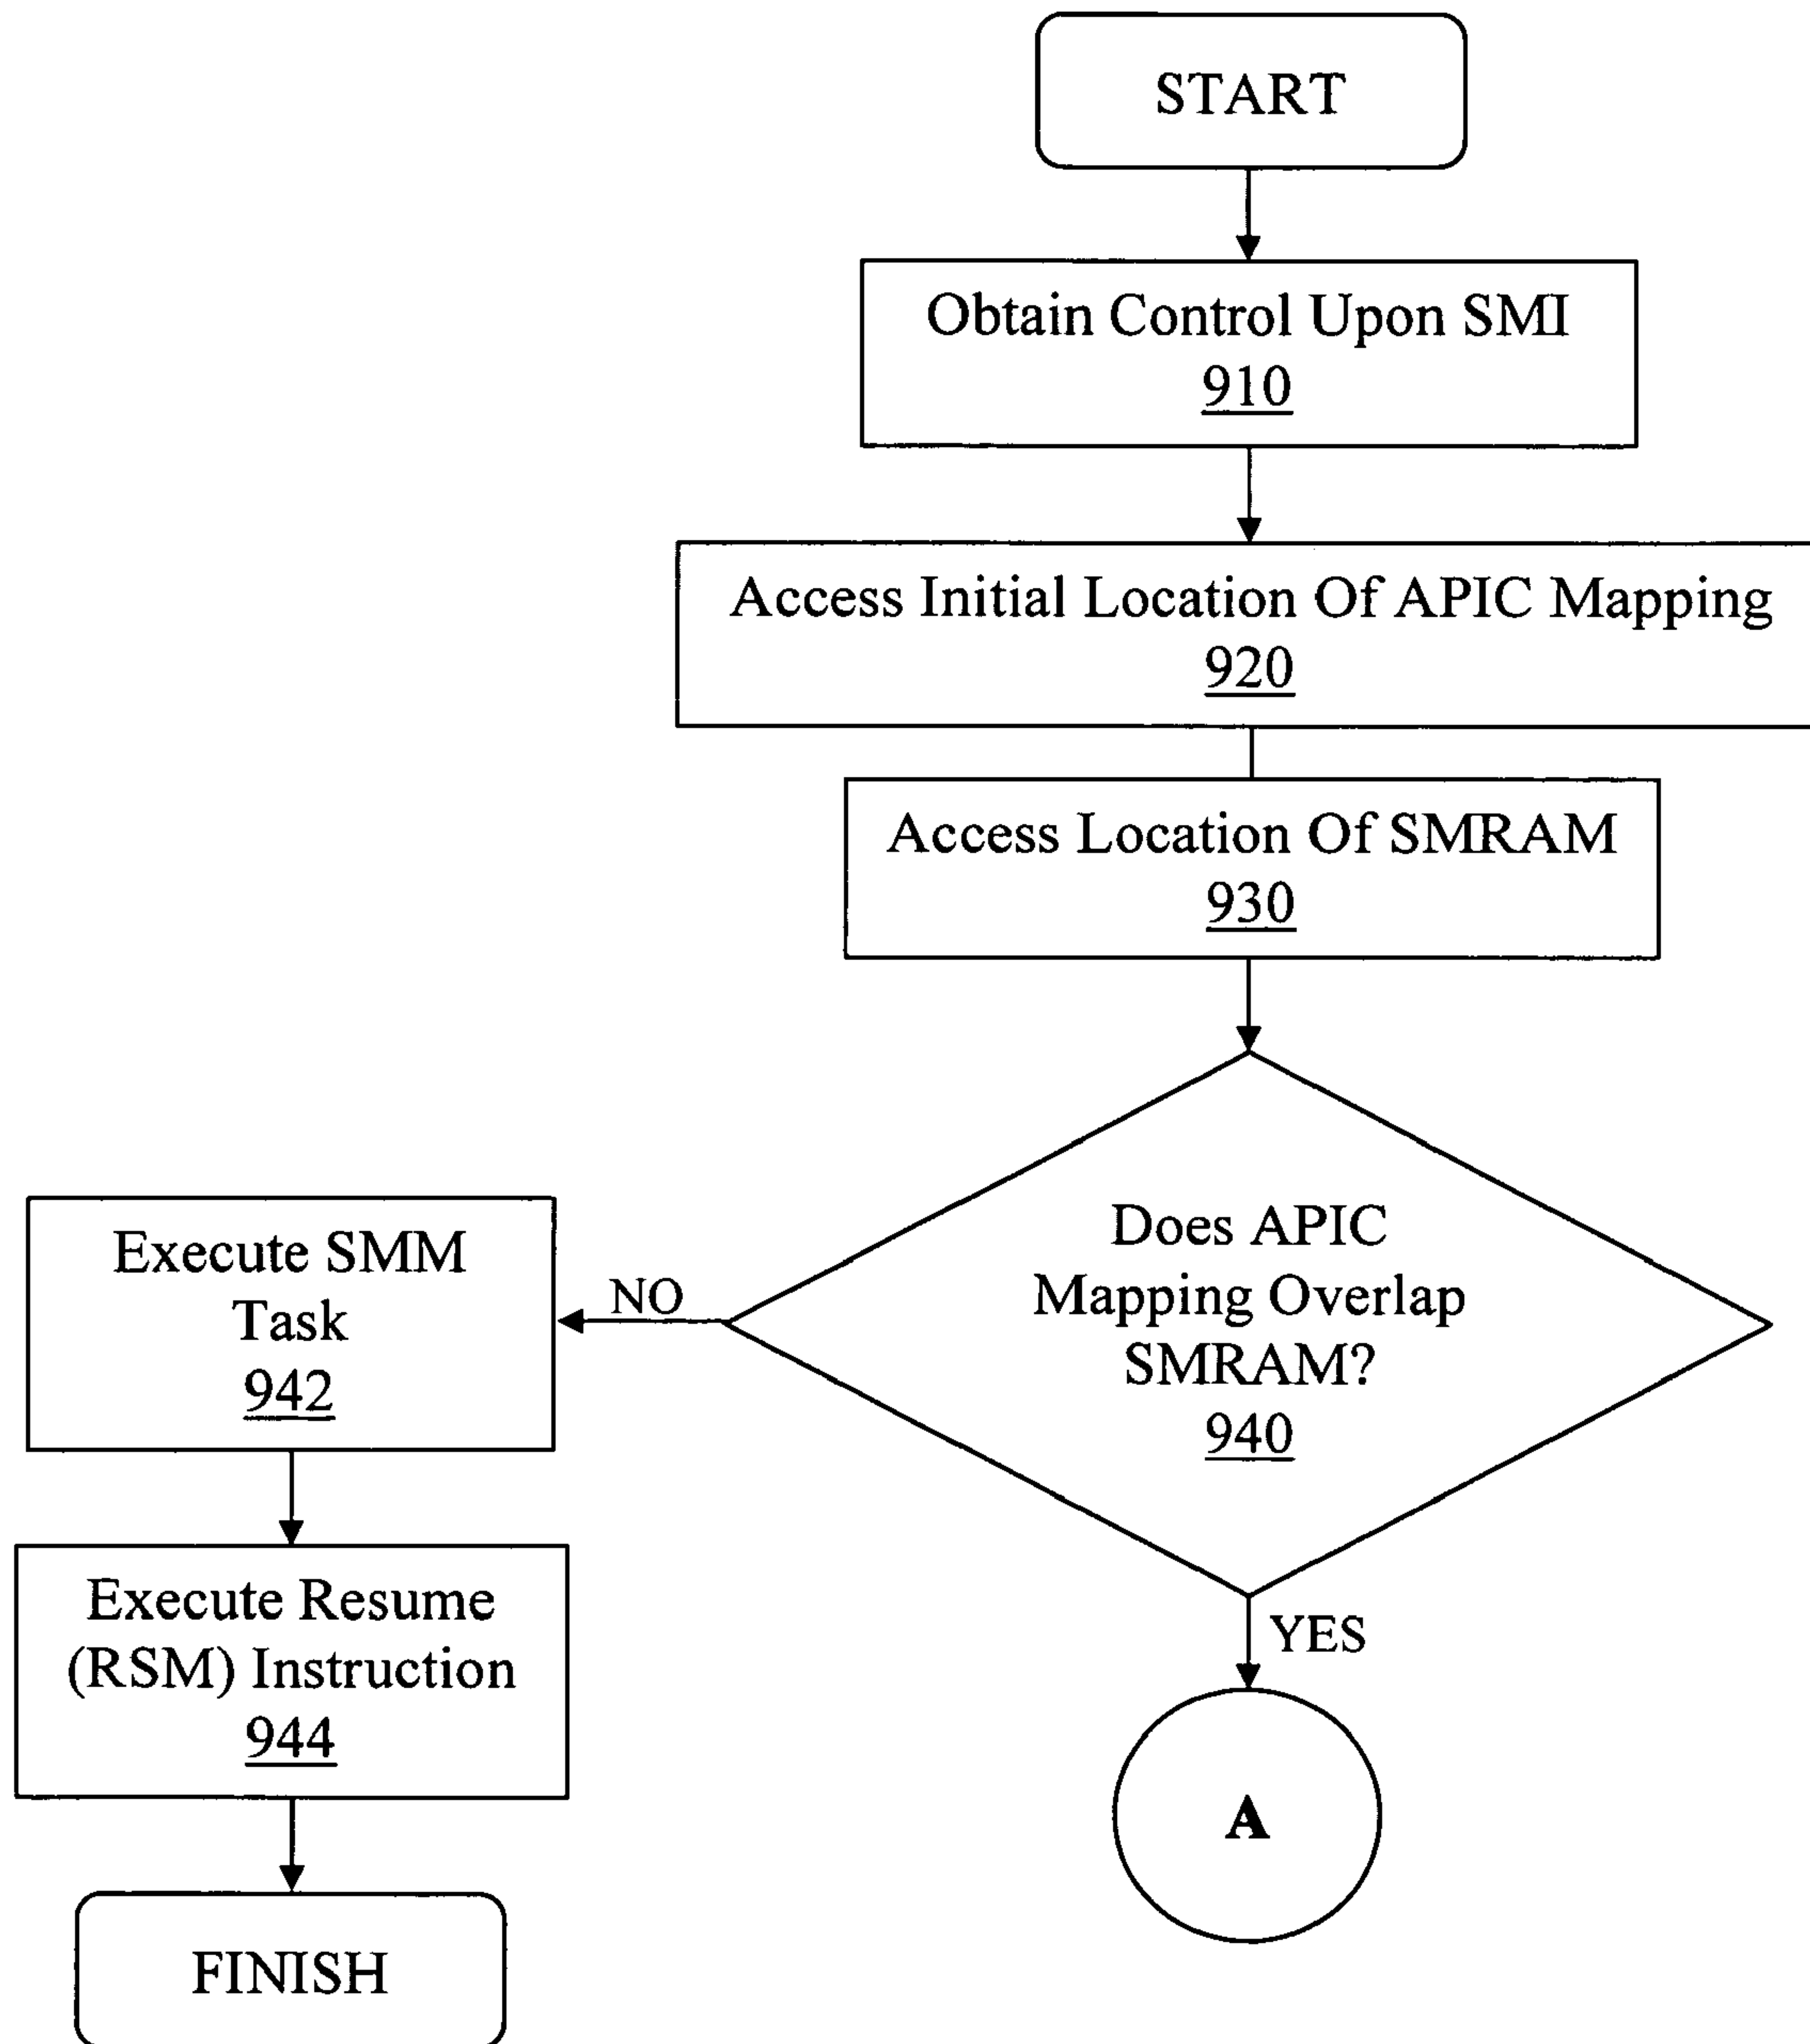 START
Obtain Control Upon SMI
910
Access Initial Location Of APIC Mapping
920
Access Location Of SMRAM
930
Does APIC
Mapping Overlap
SMRAM?
940
NO
Execute SMM
Task
942
Execute Resume
(RSM) Instruction
944
FINISH
YES
A